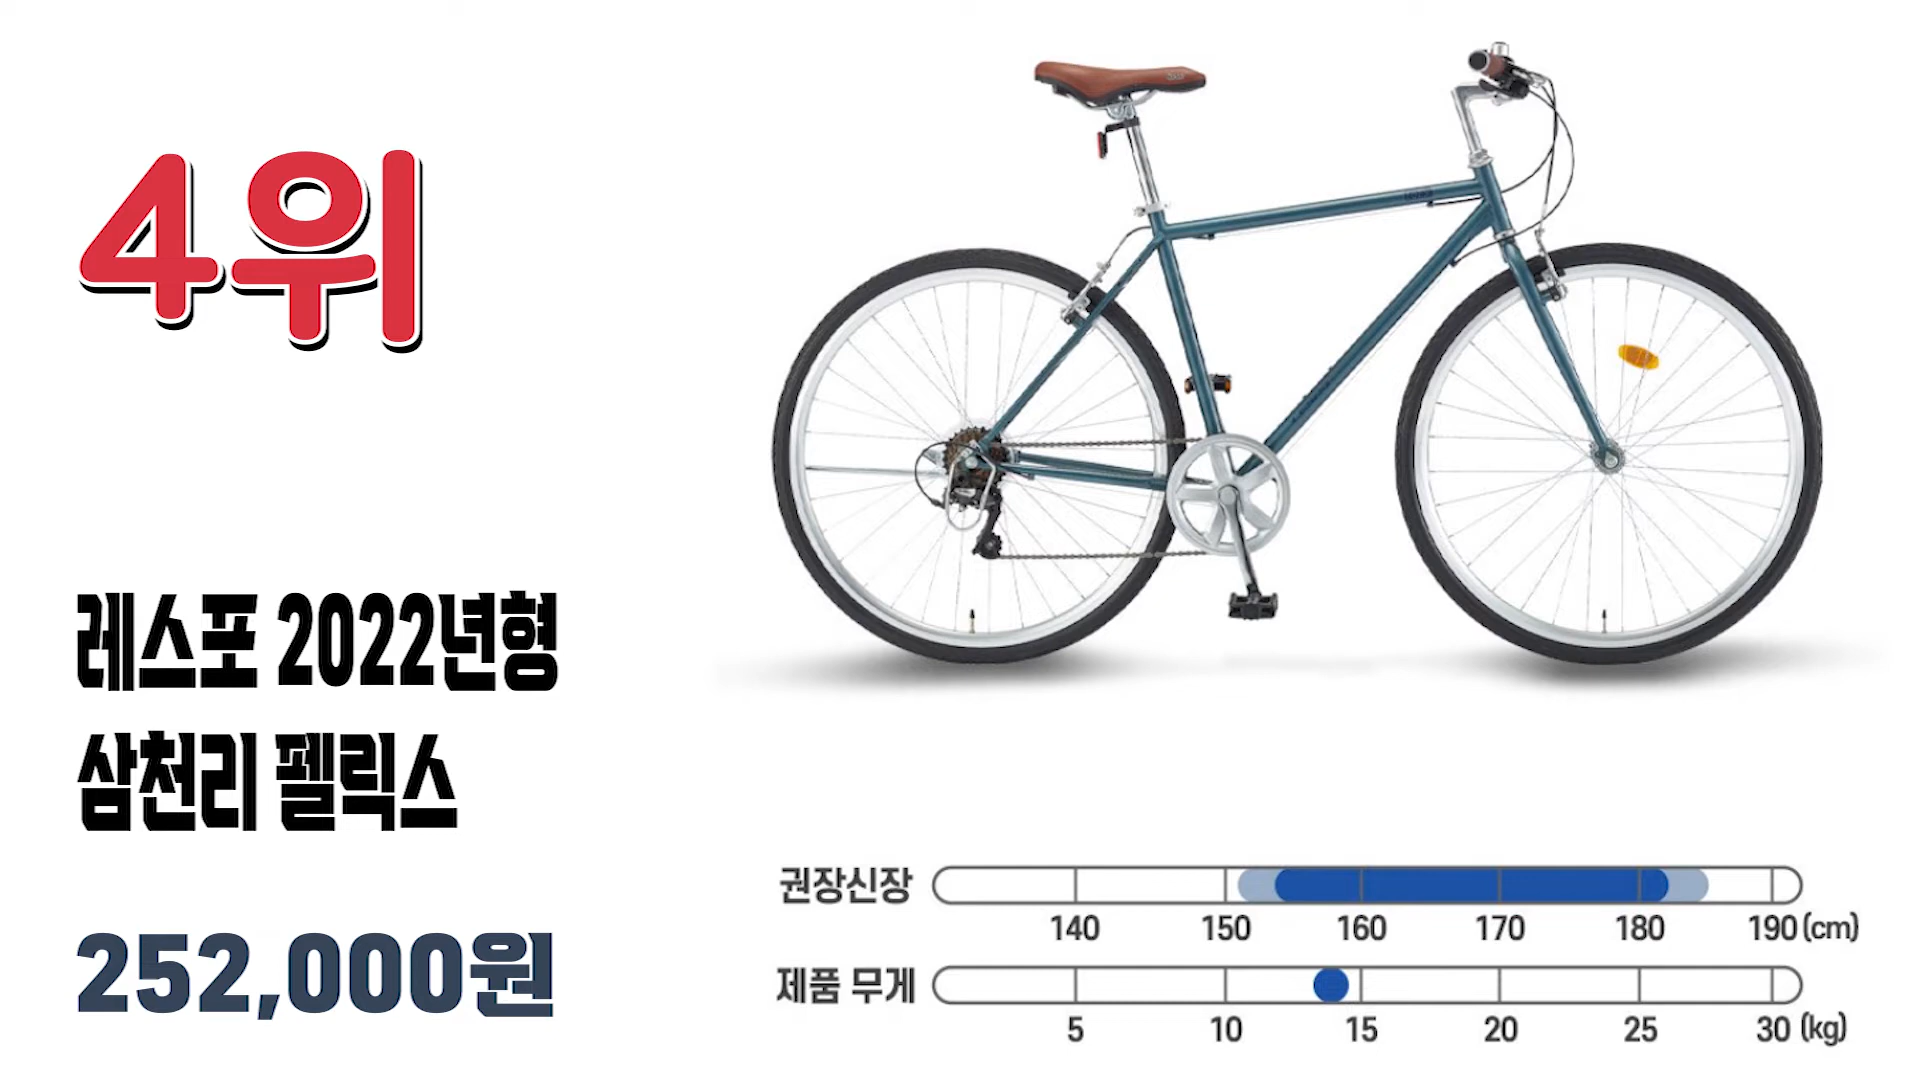 4위
레스포 2022년형
삼천리 펠릭스
252,000원
권장신장
140 150 160 170 180 190 (cm)
제품 무게
5 10 15 20 25 30 (kg)